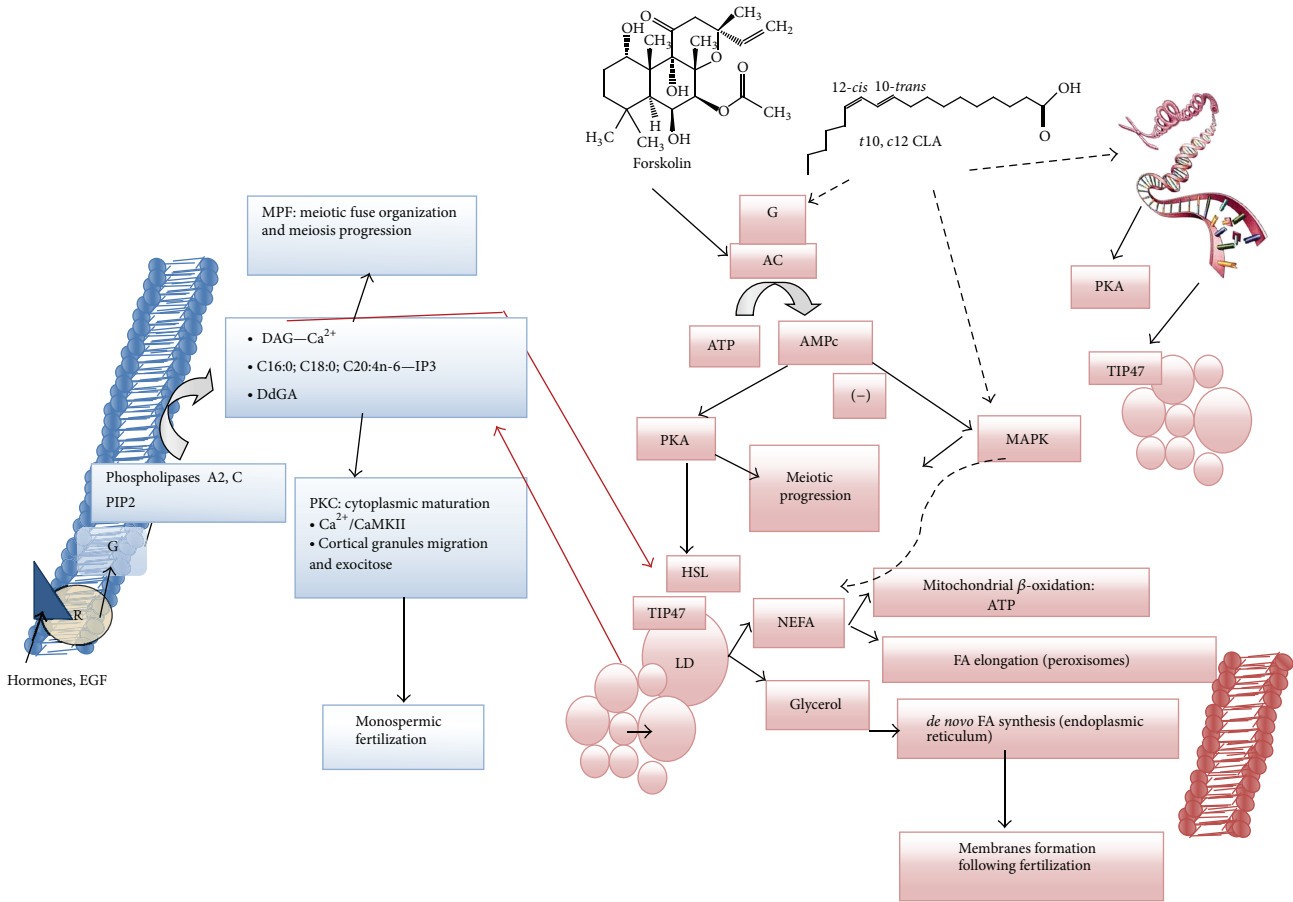 O
CH3
CH2
OH
CH3
CH3
O
O
OH
O
CH3
H
H3C
CH3
OH
Forskolin
12-cis 10-trans
OH
O
t10, c12 CLA
MPF: meiotic fuse organization
and meiosis progression
• DAG—Ca2+
• C16:0; C18:0; C20:4n-6—IP3
• DdGA
Phospholipases A2, C
PIP2
G
R
Hormones, EGF
PKC: cytoplasmic maturation
• Ca2+/CaMKII
• Cortical granules migration
and exocitose
Monospermic
fertilization
G
AC
ATP
AMPc
(−)
PKA
Meiotic
progression
MAPK
PKA
TIP47
HSL
TIP47
LD
NEFA
Glycerol
Mitochondrial β-oxidation:
ATP
FA elongation (peroxisomes)
de novo FA synthesis (endoplasmic
reticulum)
Membranes formation
following fertilization